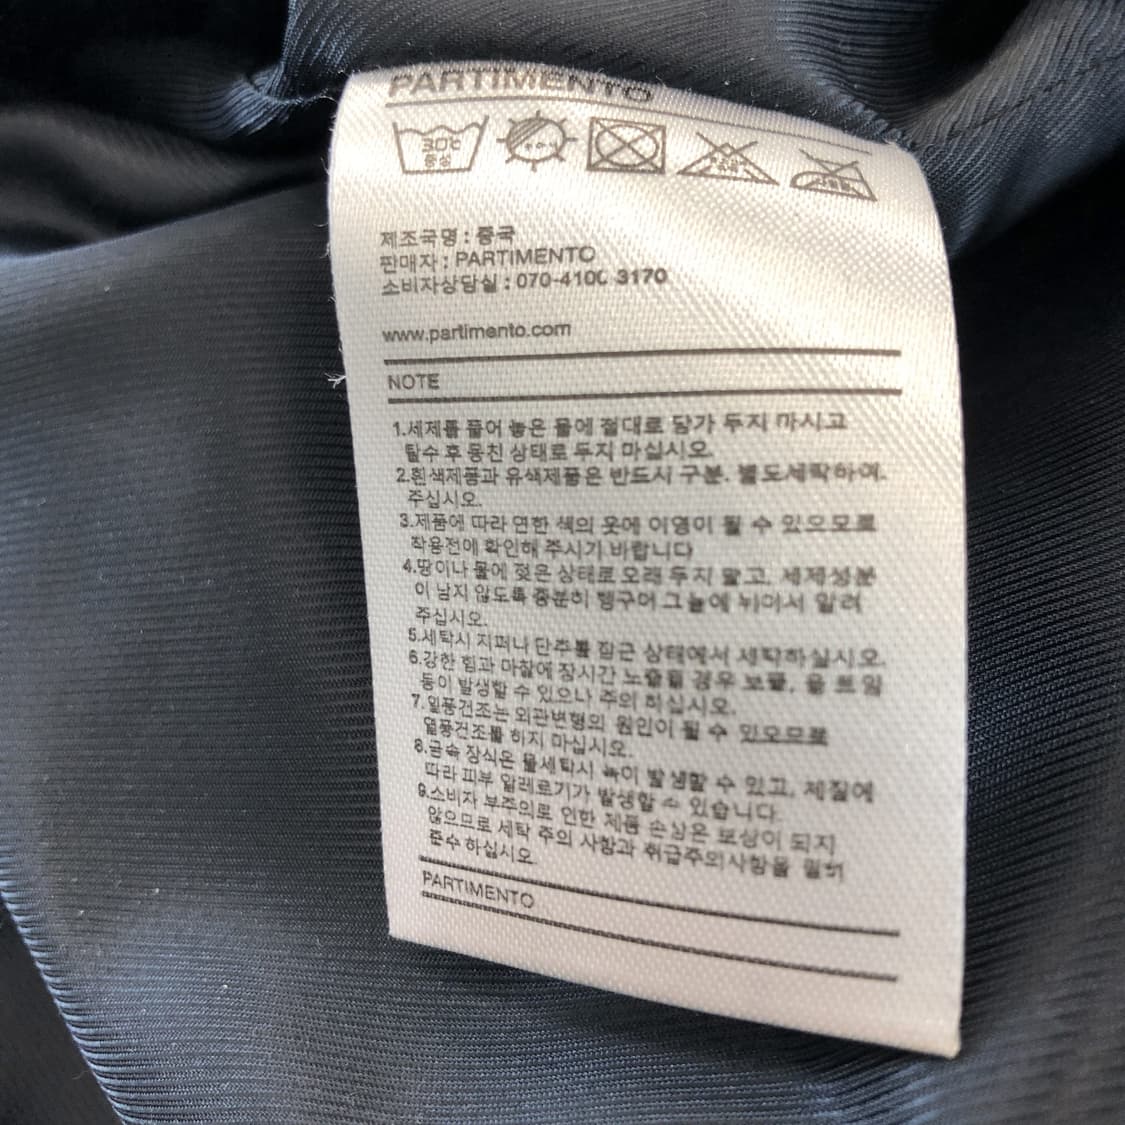 PARTIMENTO
30℃
중성
제조국명 : 중국
판매자 : PARTIMENTO
소비자상담실 : 070-4100 3170
www.partimento.com
NOTE
1.세제를 풀어 놓은 물에 절대로 담가 두지 마시고
탈수 후 뭉친 상태로 두지 마십시오.
2.흰색제품과 유색제품은 반드시 구분. 별도세탁하여.
주십시오.
3.제품에 따라 연한 색의 옷에 이염이 될 수 있으므로
착용전에 확인해 주시기 바랍니다
4.땀이나 물에 젖은 상태로 오래 두지 말고, 세제성분
이 남지 않도록 충분히 헹구어 그늘에 뉘어서 말려
주십시오.
5.세탁시 지퍼나 단추를 잠근 상태에서 세탁하십시오.
6.강한 힘과 마찰에 장시간 노출될 경우 보풀, 올 트임
등이 발생할 수 있으나 주의 하십시오.
7.열풍건조는 외관변형의 원인이 될 수 있으므로
열풍건조를 하지 마십시오.
8.금속 장식은 물세탁시 녹이 발생할 수 있고, 체질에
따라 피부 알레르기가 발생할 수 있습니다.
9.소비자 부주의로 인한 제품 손상은 보상이 되지
않으므로 세탁 주의 사항과 취급주의사항을 필히
준수 하십시오.
PARTIMENTO